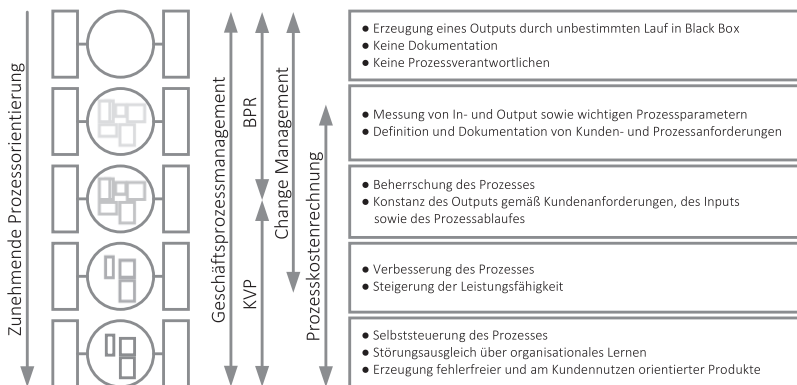 Zunehmende Prozessorientierung
Geschäftsprozessmanagement
BPR
KVP
Change Management
Prozesskostenrechnung
● Erzeugung eines Outputs durch unbestimmten Lauf in Black Box
● Keine Dokumentation
● Keine Prozessverantwortlichen
● Messung von In- und Output sowie wichtigen Prozessparametern
● Definition und Dokumentation von Kunden- und Prozessanforderungen
● Beherrschung des Prozesses
● Konstanz des Outputs gemäß Kundenanforderungen, des Inputs
sowie des Prozessablaufes
● Verbesserung des Prozesses
● Steigerung der Leistungsfähigkeit
● Selbststeuerung des Prozesses
● Störungsausgleich über organisationales Lernen
● Erzeugung fehlerfreier und am Kundennutzen orientierter Produkte